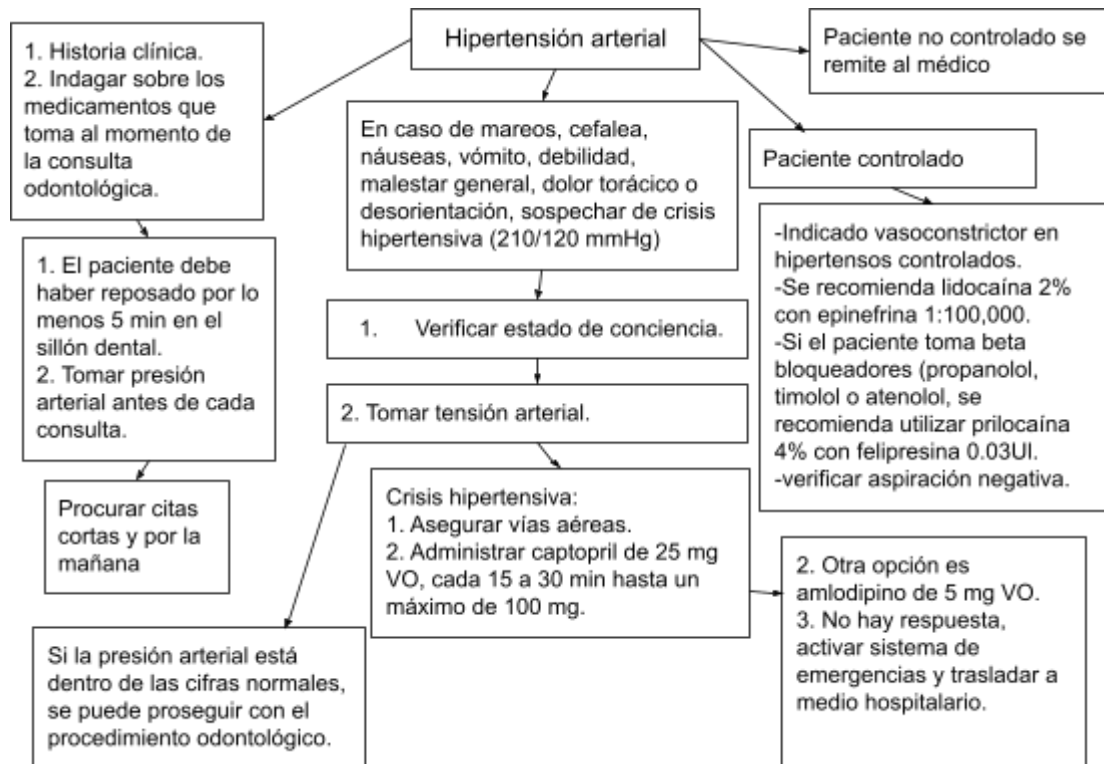 Hipertensión arterial
1. Historia clínica.
2. Indagar sobre los
medicamentos que
toma al momento de
la consulta
odontológica.
1. El paciente debe
haber reposado por lo
menos 5 min en el
sillón dental.
2. Tomar presión
arterial antes de cada
consulta.
Procurar citas
cortas y por la
mañana
En caso de mareos, cefalea,
náuseas, vómito, debilidad,
malestar general, dolor torácico o
desorientación, sospechar de crisis
hipertensiva (210/120 mmHg)
1. Verificar estado de conciencia.
2. Tomar tensión arterial.
Si la presión arterial está
dentro de las cifras normales,
se puede proseguir con el
procedimiento odontológico.
Crisis hipertensiva:
1. Asegurar vías aéreas.
2. Administrar captopril de 25 mg
VO, cada 15 a 30 min hasta un
máximo de 100 mg.
2. Otra opción es
amlodipino de 5 mg VO.
3. No hay respuesta,
activar sistema de
emergencias y trasladar a
medio hospitalario.
Paciente no controlado se
remite al médico
Paciente controlado
-Indicado vasoconstrictor en
hipertensos controlados.
-Se recomienda lidocaína 2%
con epinefrina 1:100,000.
-Si el paciente toma beta
bloqueadores (propanolol,
timolol o atenolol, se
recomienda utilizar prilocaína
4% con felipresina 0.03UI.
-verificar aspiración negativa.